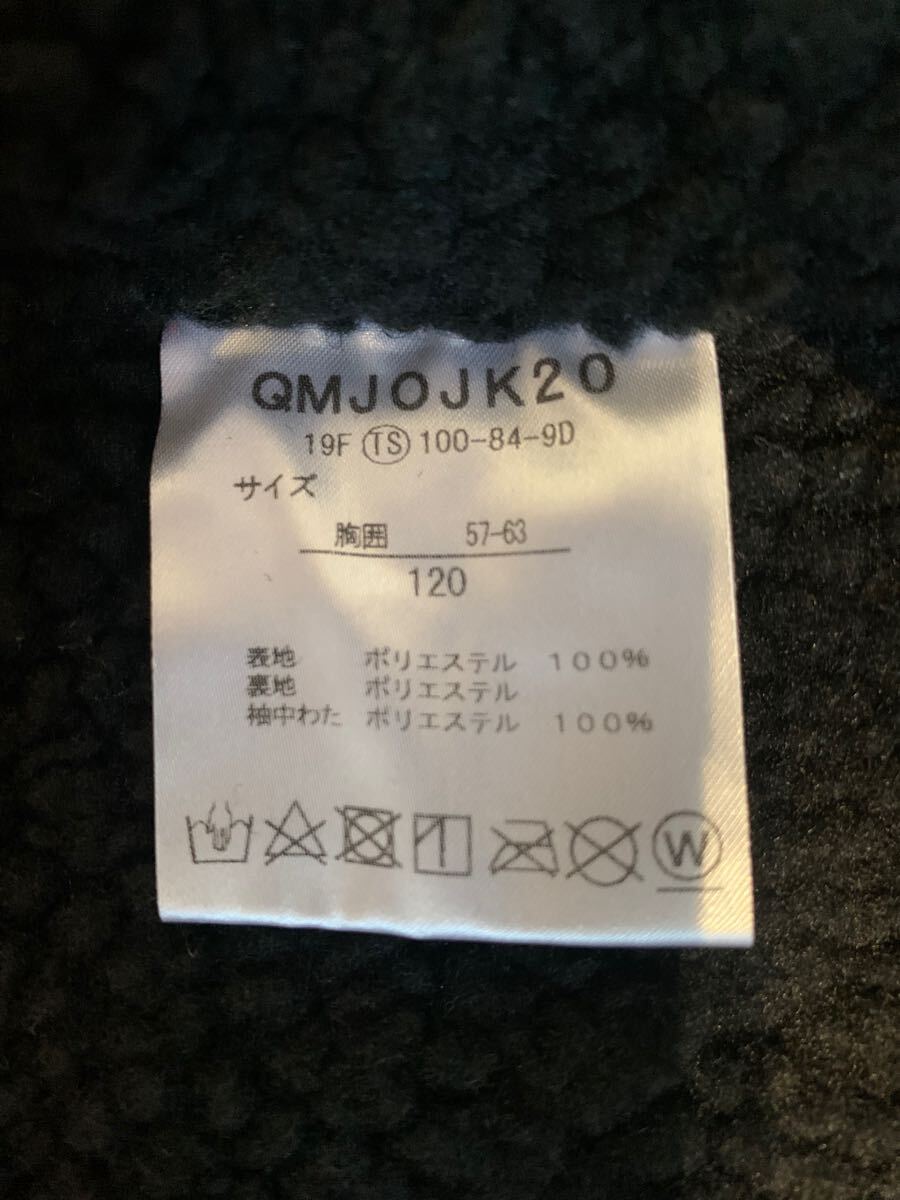 QMJOJK20
19F TS 100-84-9D
サイズ
胸囲 57-63
120
表地 ポリエステル 100%
裏地 ポリエステル
袖中わた ポリエステル 100%
W